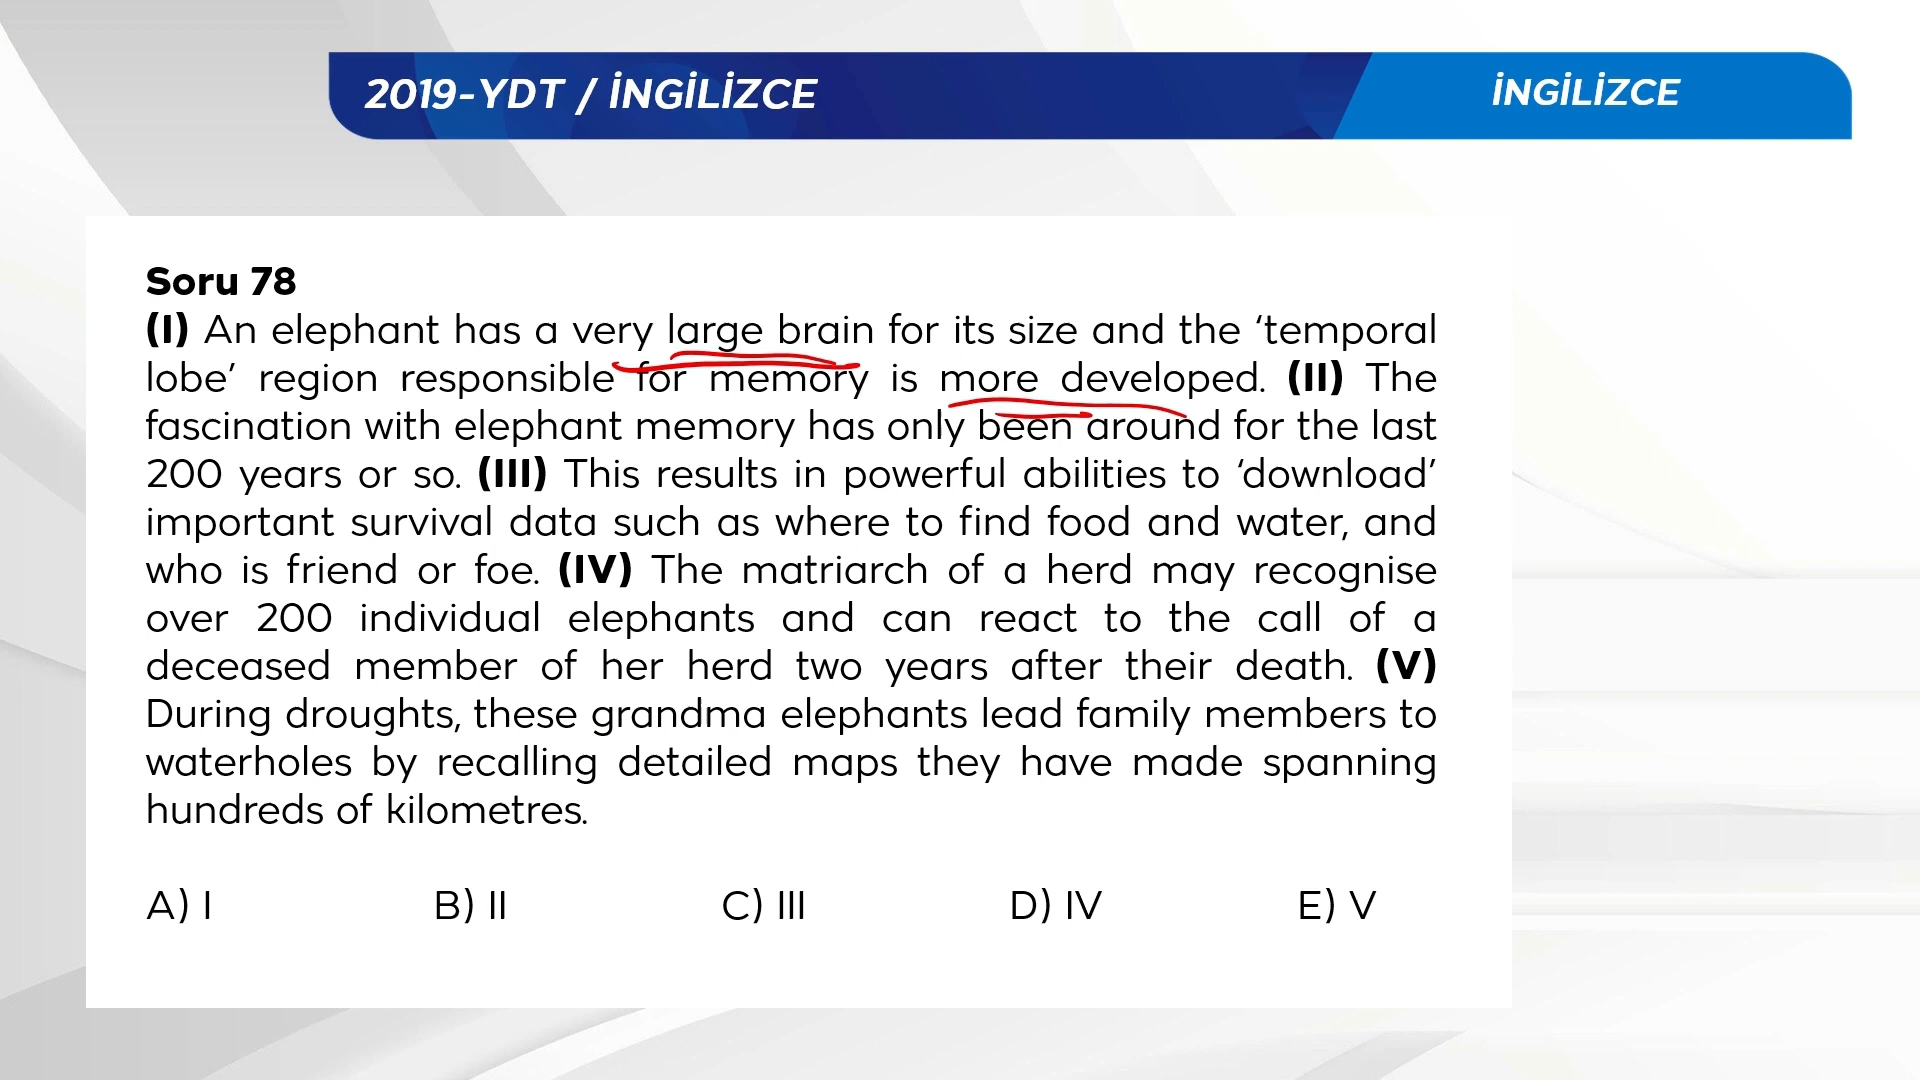 2019-YDT / İNGİLİZCE
İNGİLİZCE
Soru 78
(I) An elephant has a very large brain for its size and the ‘temporal
lobe’ region responsible for memory is more developed. (II) The
fascination with elephant memory has only been around for the last
200 years or so. (III) This results in powerful abilities to ‘download’
important survival data such as where to find food and water, and
who is friend or foe. (IV) The matriarch of a herd may recognise
over 200 individual elephants and can react to the call of a
deceased member of her herd two years after their death. (V)
During droughts, these grandma elephants lead family members to
waterholes by recalling detailed maps they have made spanning
hundreds of kilometres.
A) I B) II C) III D) IV E) V